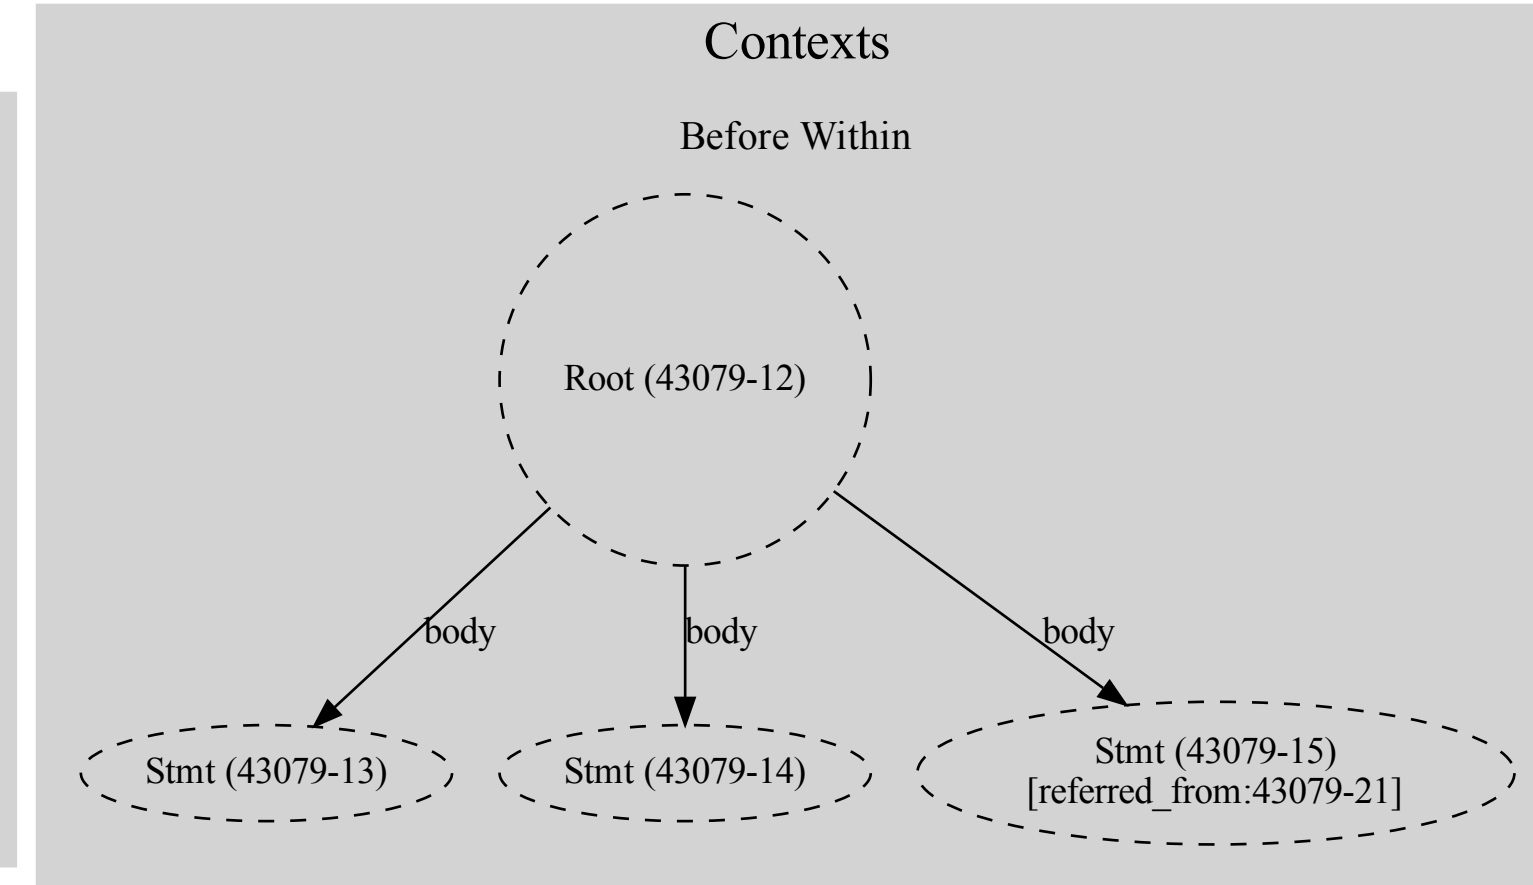 Contexts
Before Within
Root (43079-12)
body
body
body
Stmt (43079-13)
Stmt (43079-14)
Stmt (43079-15)
[referred_from:43079-21]